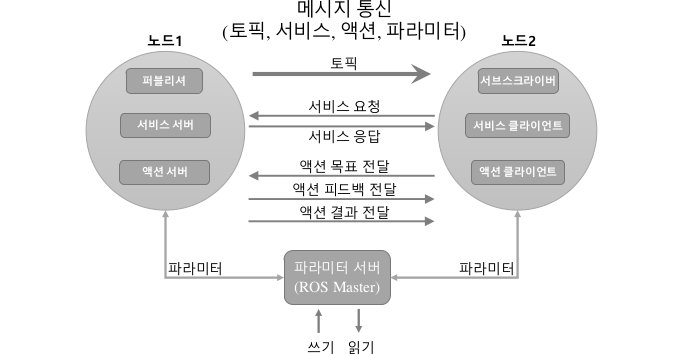 메시지 통신
(토픽, 서비스, 액션, 파라미터)
노드1
노드2
토픽
퍼블리셔
서브스크라이버
서비스 요청
서비스 서버
서비스 클라이언트
서비스 응답
액션 목표 전달
액션 서버
액션 클라이언트
액션 피드백 전달
액션 결과 전달
파라미터
파라미터 서버
(ROS Master)
파라미터
쓰기
읽기